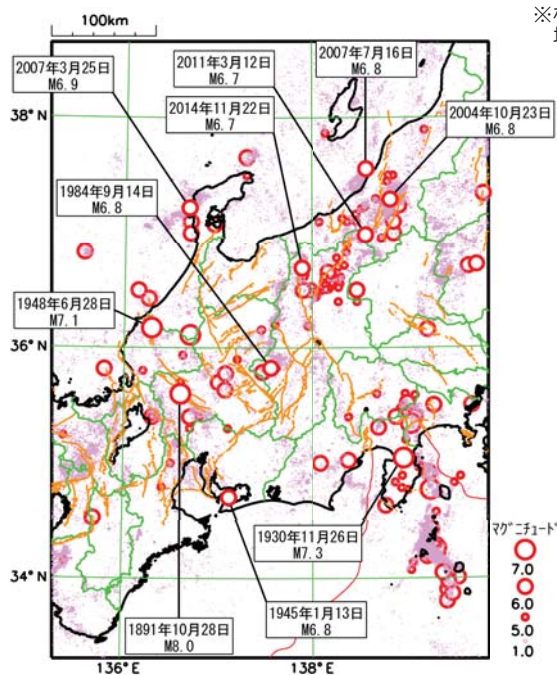 100km
※
2007年3月25日
M6.9
2011年3月12日
M6.7
2007年7月16日
M6.8
2014年11月22日
M6.7
2004年10月23日
M6.8
38°N
1984年9月14日
M6.8
1948年6月28日
M7.1
36°N
1930年11月26日
M7.3
34°N
1891年10月28日
M8.0
1945年1月13日
M6.8
136°E
138°E
ﾏｸﾞﾆﾁｭｰﾄﾞ
7.0
6.0
5.0
1.0